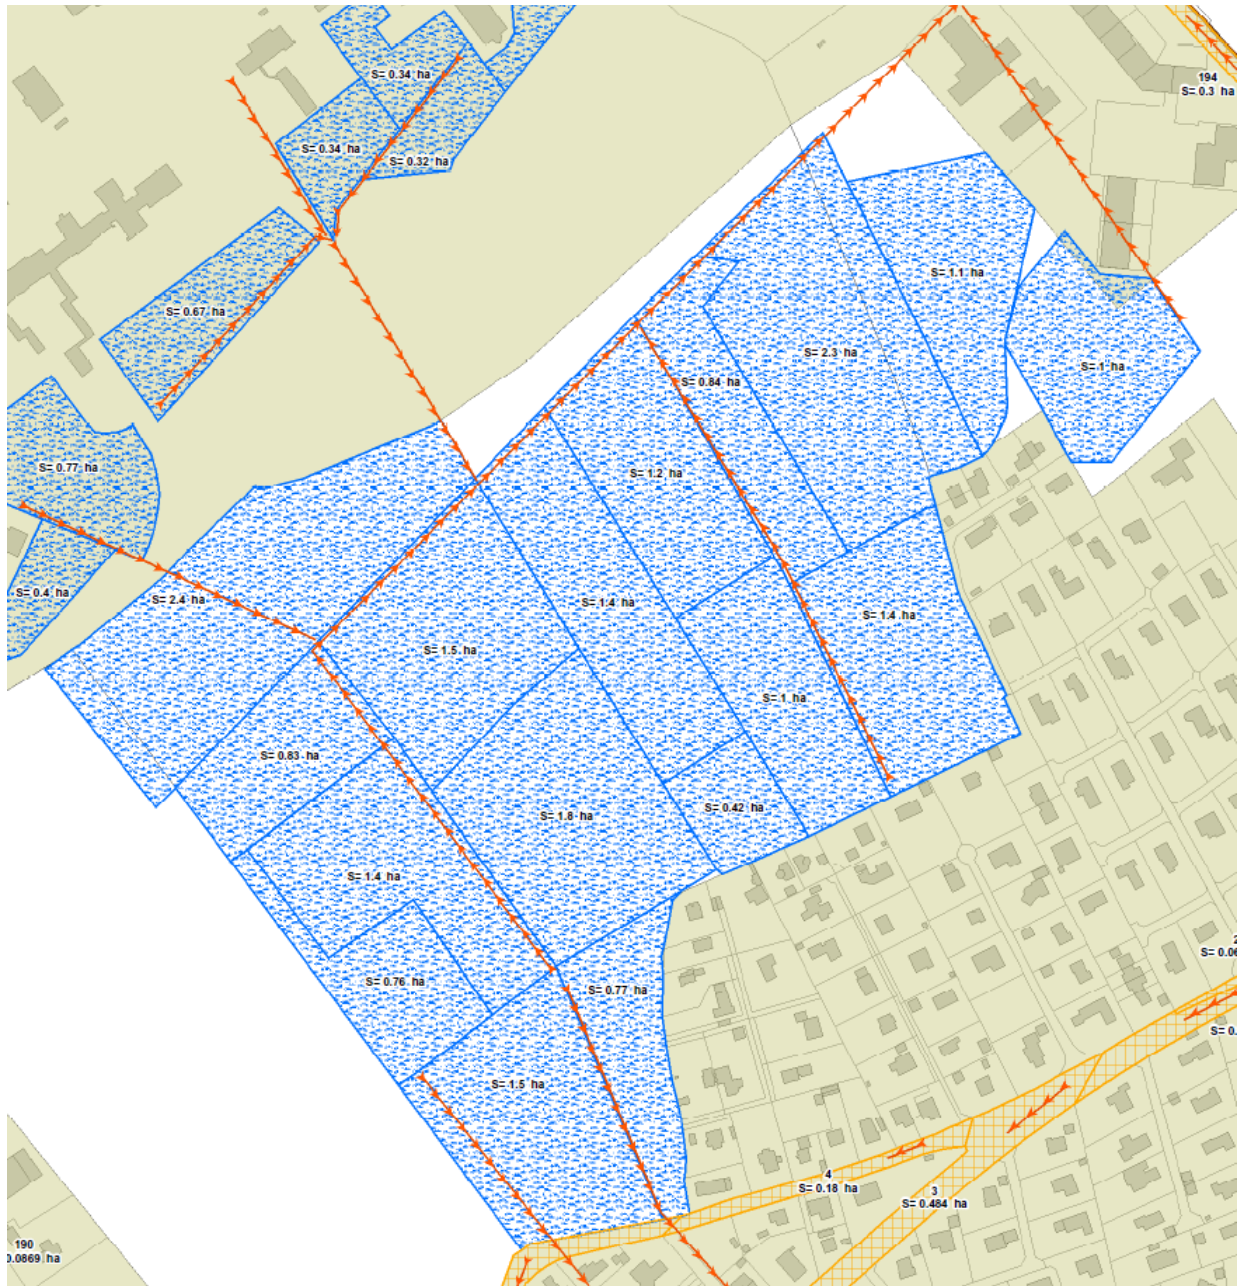 S= 0.34 ha
194
S= 0.3 ha
S= 0.34 ha
S= 0.32 ha
S= 1.1 ha
S= 0.67 ha
S= 2.3 ha
S= 1 ha
S= 0.84 ha
S= 0.77 ha
S= 1.2 ha
S= 0.4 ha
S= 2.4 ha
S= 1.4 ha
S= 1.4 ha
S= 1.5 ha
S= 1 ha
S= 0.83 ha
S= 0.42 ha
S= 1.8 ha
S= 1.4 ha
S= 0.76 ha
S= 0.77 ha
S= 1.5 ha
4
S= 0.18 ha
3
S= 0.484 ha
190
0.0869 ha